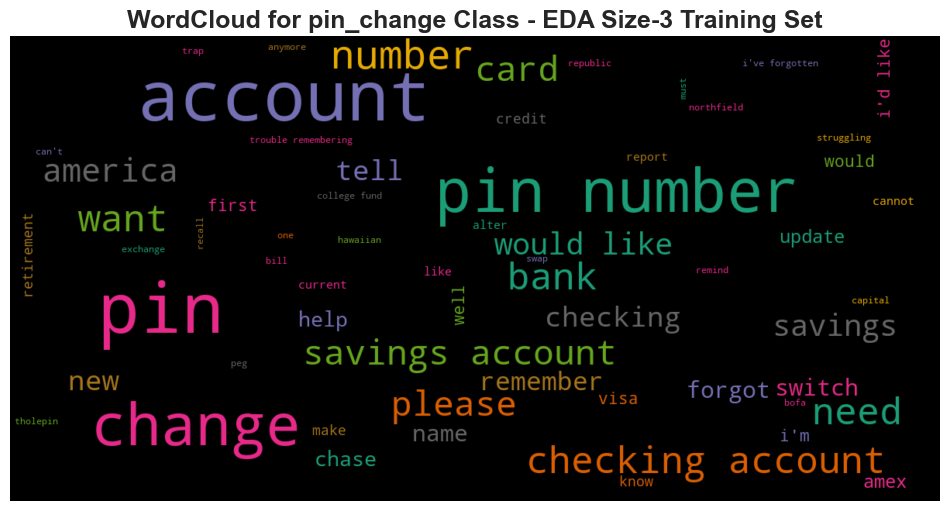 WordCloud for pin_change Class - EDA Size-3 Training Set
trap
anymore
number
card
republic
i've forgotten
i'd like
account
must
northfield
credit
can't
trouble remembering
struggling
america
tell
report
would
college fund
pin number
want
first
cannot
retirement
recall
one
hawaiian
alter
exchange
would like
update
bill
swap
like
remind
bank
current
well
capital
pin
help
checking
savings
savings account
peg
new
remember
forgot
switch
please
visa
bofa
need
change
tholepin
make
name
i'm
chase
checking account
know
amex